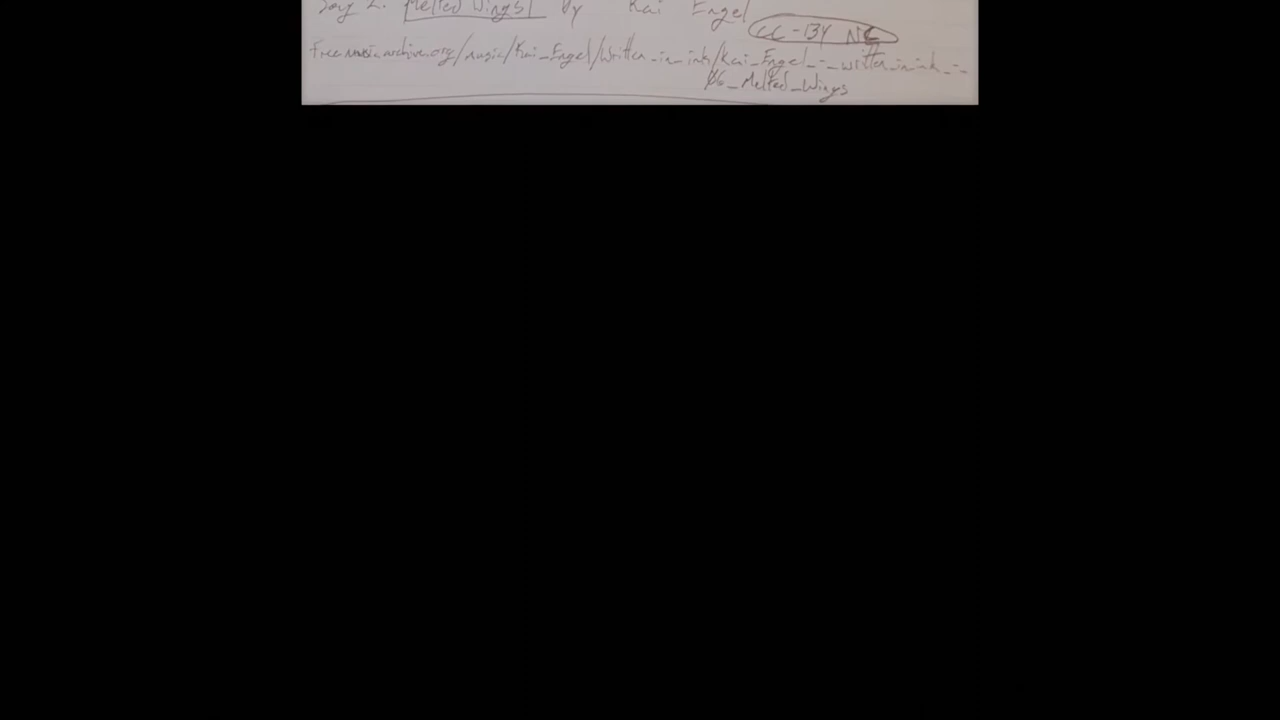 Song 2: Melted Wings by Kai Engel
CC-BY NC
freemusicarchive.org/music/Kai_Engel/Written_in_ink/Kai_Engel_-_written_in_ink_-_
06_Melted_Wings